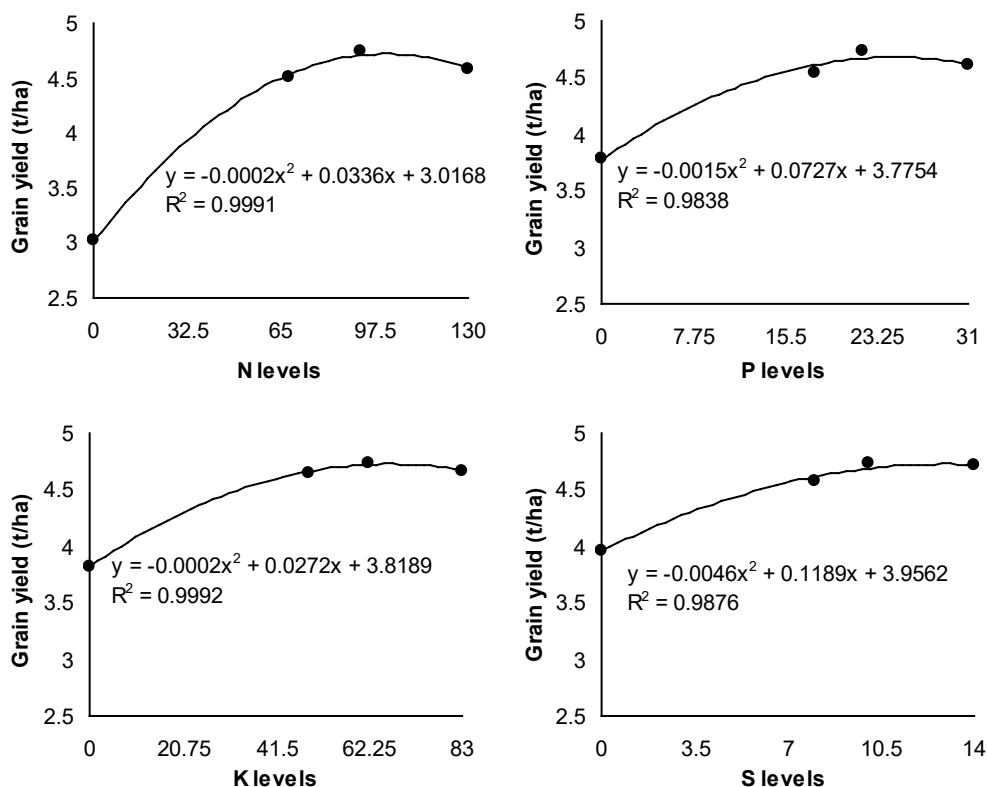 Grain yield (t/ha)
5
4.5
4
3.5
3
2.5
y = -0.0002x² + 0.0336x + 3.0168
R² = 0.9991
0 32.5 65 97.5 130
N levels
Grain yield (t/ha)
5
4.5
4
3.5
3
2.5
y = -0.0015x² + 0.0727x + 3.7754
R² = 0.9838
0 7.75 15.5 23.25 31
P levels
Grain yield (t/ha)
5
4.5
4
3.5
3
2.5
y = -0.0002x² + 0.0272x + 3.8189
R² = 0.9992
0 20.75 41.5 62.25 83
K levels
Grain yield (t/ha)
5
4.5
4
3.5
3
2.5
y = -0.0046x² + 0.1189x + 3.9562
R² = 0.9876
0 3.5 7 10.5 14
S levels